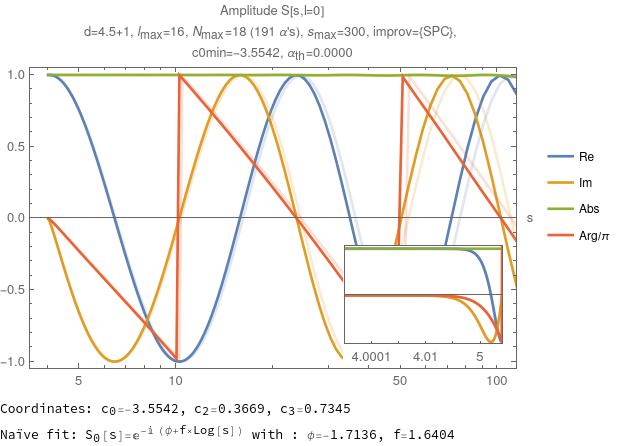 Amplitude S[s,l=0]
d=4.5+1, lmax=16, Nmax=18 (191 α's), smax=300, improv={SPC},
c0min=−3.5542, αth=0.0000
1.0
0.5
0.0
−0.5
−1.0
5
10
50
100
s
4.0001
4.01
5
Re
Im
Abs
Arg/π
Coordinates: c0=-3.5542, c2=0.3669, c3=0.7345
Naïve fit: S0[s]=e^-i (ϕ+f×Log[s]) with : ϕ=-1.7136, f=1.6404